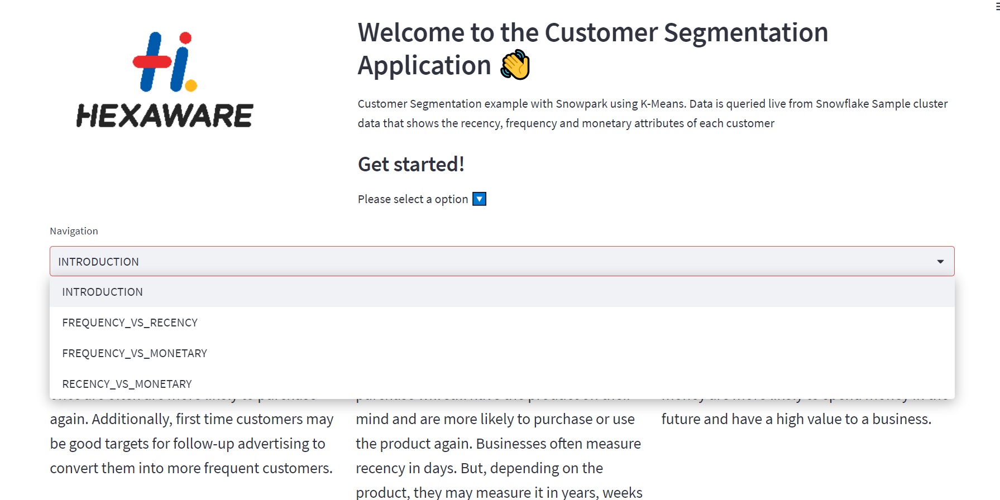 Hi.
HEXAWARE
Welcome to the Customer Segmentation
Application 👋
Customer Segmentation example with Snowpark using K-Means. Data is queried live from Snowflake Sample cluster
data that shows the recency, frequency and monetary attributes of each customer
Get started!
Please select a option 🔽
Navigation
INTRODUCTION
INTRODUCTION
FREQUENCY_VS_RECENCY
FREQUENCY_VS_MONETARY
RECENCY_VS_MONETARY
again. Additionally, first time customers may
be good targets for follow-up advertising to
convert them into more frequent customers.
mind and are more likely to purchase or use
the product again. Businesses often measure
recency in days. But, depending on the
product, they may measure it in years, weeks
future and have a high value to a business.